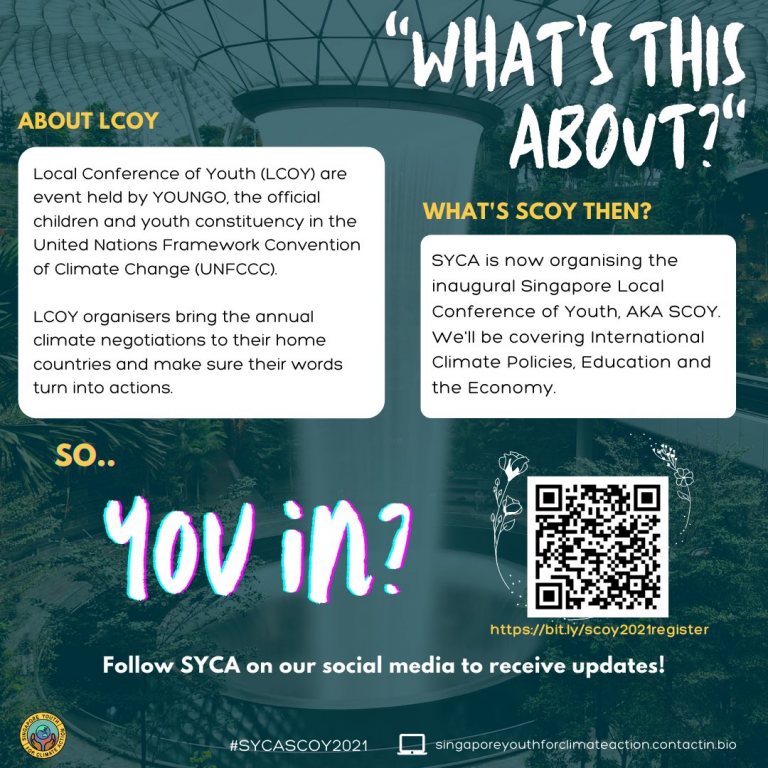 “WHAT'S THIS
ABOUT?“
ABOUT LCOY
Local Conference of Youth (LCOY) are
event held by YOUNGO, the official
children and youth constituency in the
United Nations Framework Convention
of Climate Change (UNFCCC).
LCOY organisers bring the annual
climate negotiations to their home
countries and make sure their words
turn into actions.
WHAT'S SCOY THEN?
SYCA is now organising the
inaugural Singapore Local
Conference of Youth, AKA SCOY.
We'll be covering International
Climate Policies, Education and
the Economy.
SO..
YOU iN?
https://bit.ly/scoy2021register
Follow SYCA on our social media to receive updates!
SINGAPORE YOUTH
FOR CLIMATE ACTION
#SYCASCOY2021
singaporeyouthforclimateaction.contactin.bio